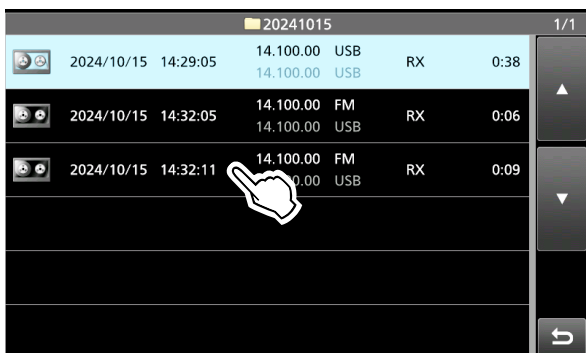 20241015 1/1
2024/10/15 14:29:05 14.100.00 USB RX 0:38
14.100.00 USB
2024/10/15 14:32:05 14.100.00 FM RX 0:06
14.100.00 USB
2024/10/15 14:32:11 14.100.00 FM RX 0:09
0.00 USB